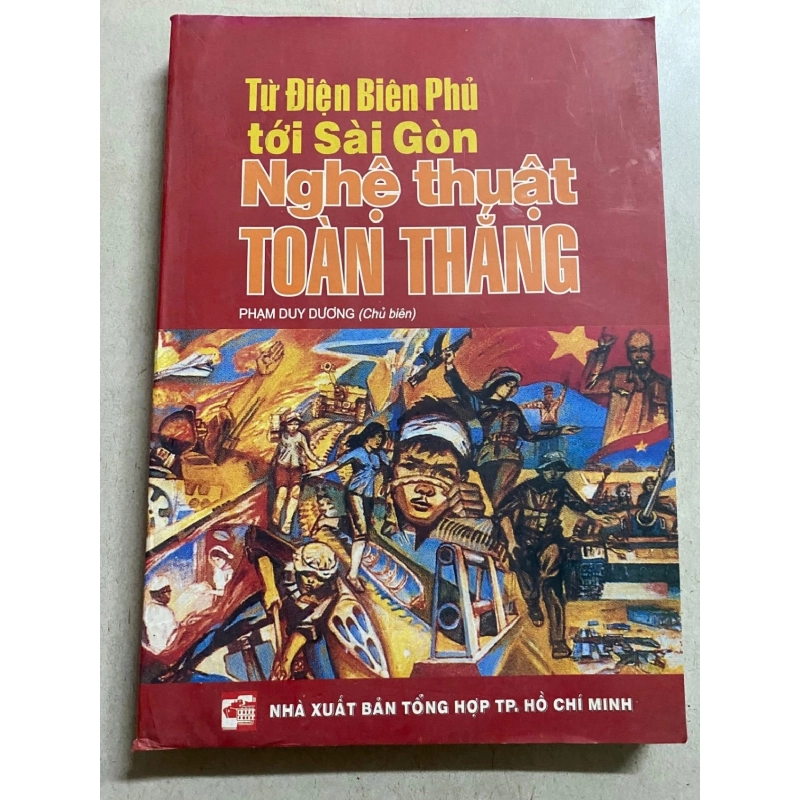 Từ Điện Biên Phủ
tới Sài Gòn
Nghệ thuật
TOÀN THẮNG
PHẠM DUY DƯƠNG (Chủ biên)
NHÀ XUẤT BẢN TỔNG HỢP TP. HỒ CHÍ MINH